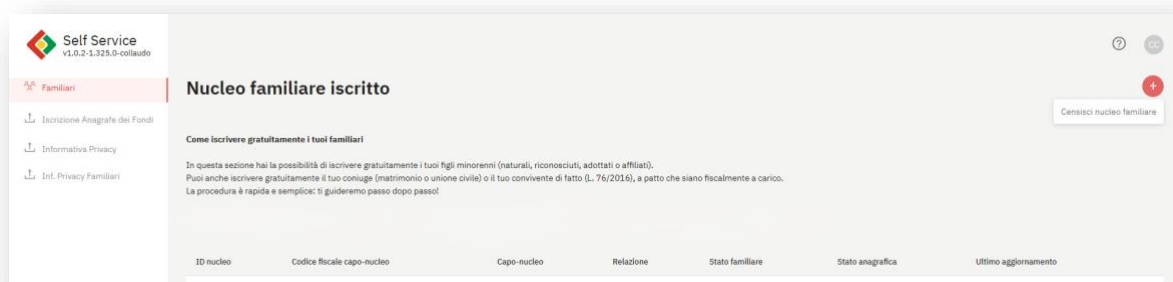 Self Service
v1.0.2-1.325.0-collaudo
CC
Familiari
Iscrizione Anagrafe dei Fondi
Informativa Privacy
Inf. Privacy Familiari
Nucleo familiare iscritto
Censisci nucleo familiare
Come iscrivere gratuitamente i tuoi familiari
In questa sezione hai la possibilità di iscrivere gratuitamente i tuoi figli minorenni (naturali, riconosciuti, adottati o affiliati).
Puoi anche iscrivere gratuitamente il tuo coniuge (matrimonio o unione civile) o il tuo convivente di fatto (L. 76/2016), a patto che siano fiscalmente a carico.
La procedura è rapida e semplice: ti guideremo passo dopo passo!
ID nucleo Codice fiscale capo-nucleo Capo-nucleo Relazione Stato familiare Stato anagrafica Ultimo aggiornamento